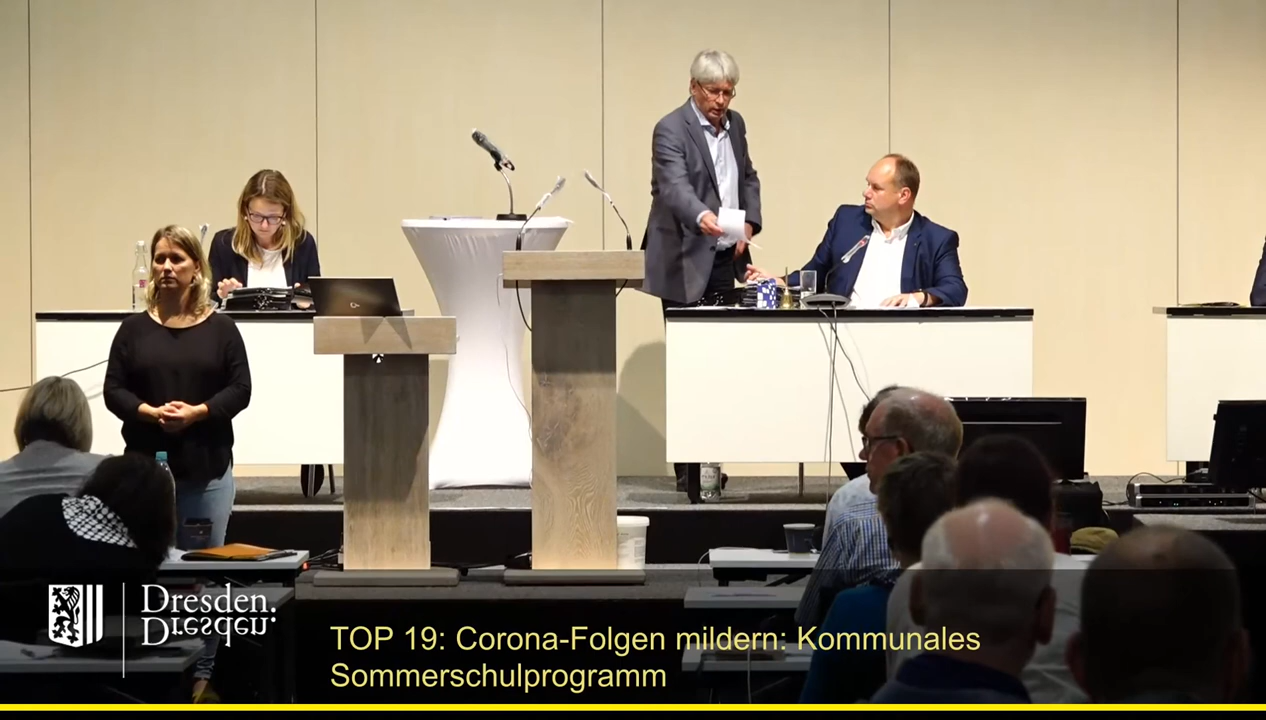 Dresden.
Dresden.
TOP 19: Corona-Folgen mildern: Kommunales
Sommerschulprogramm